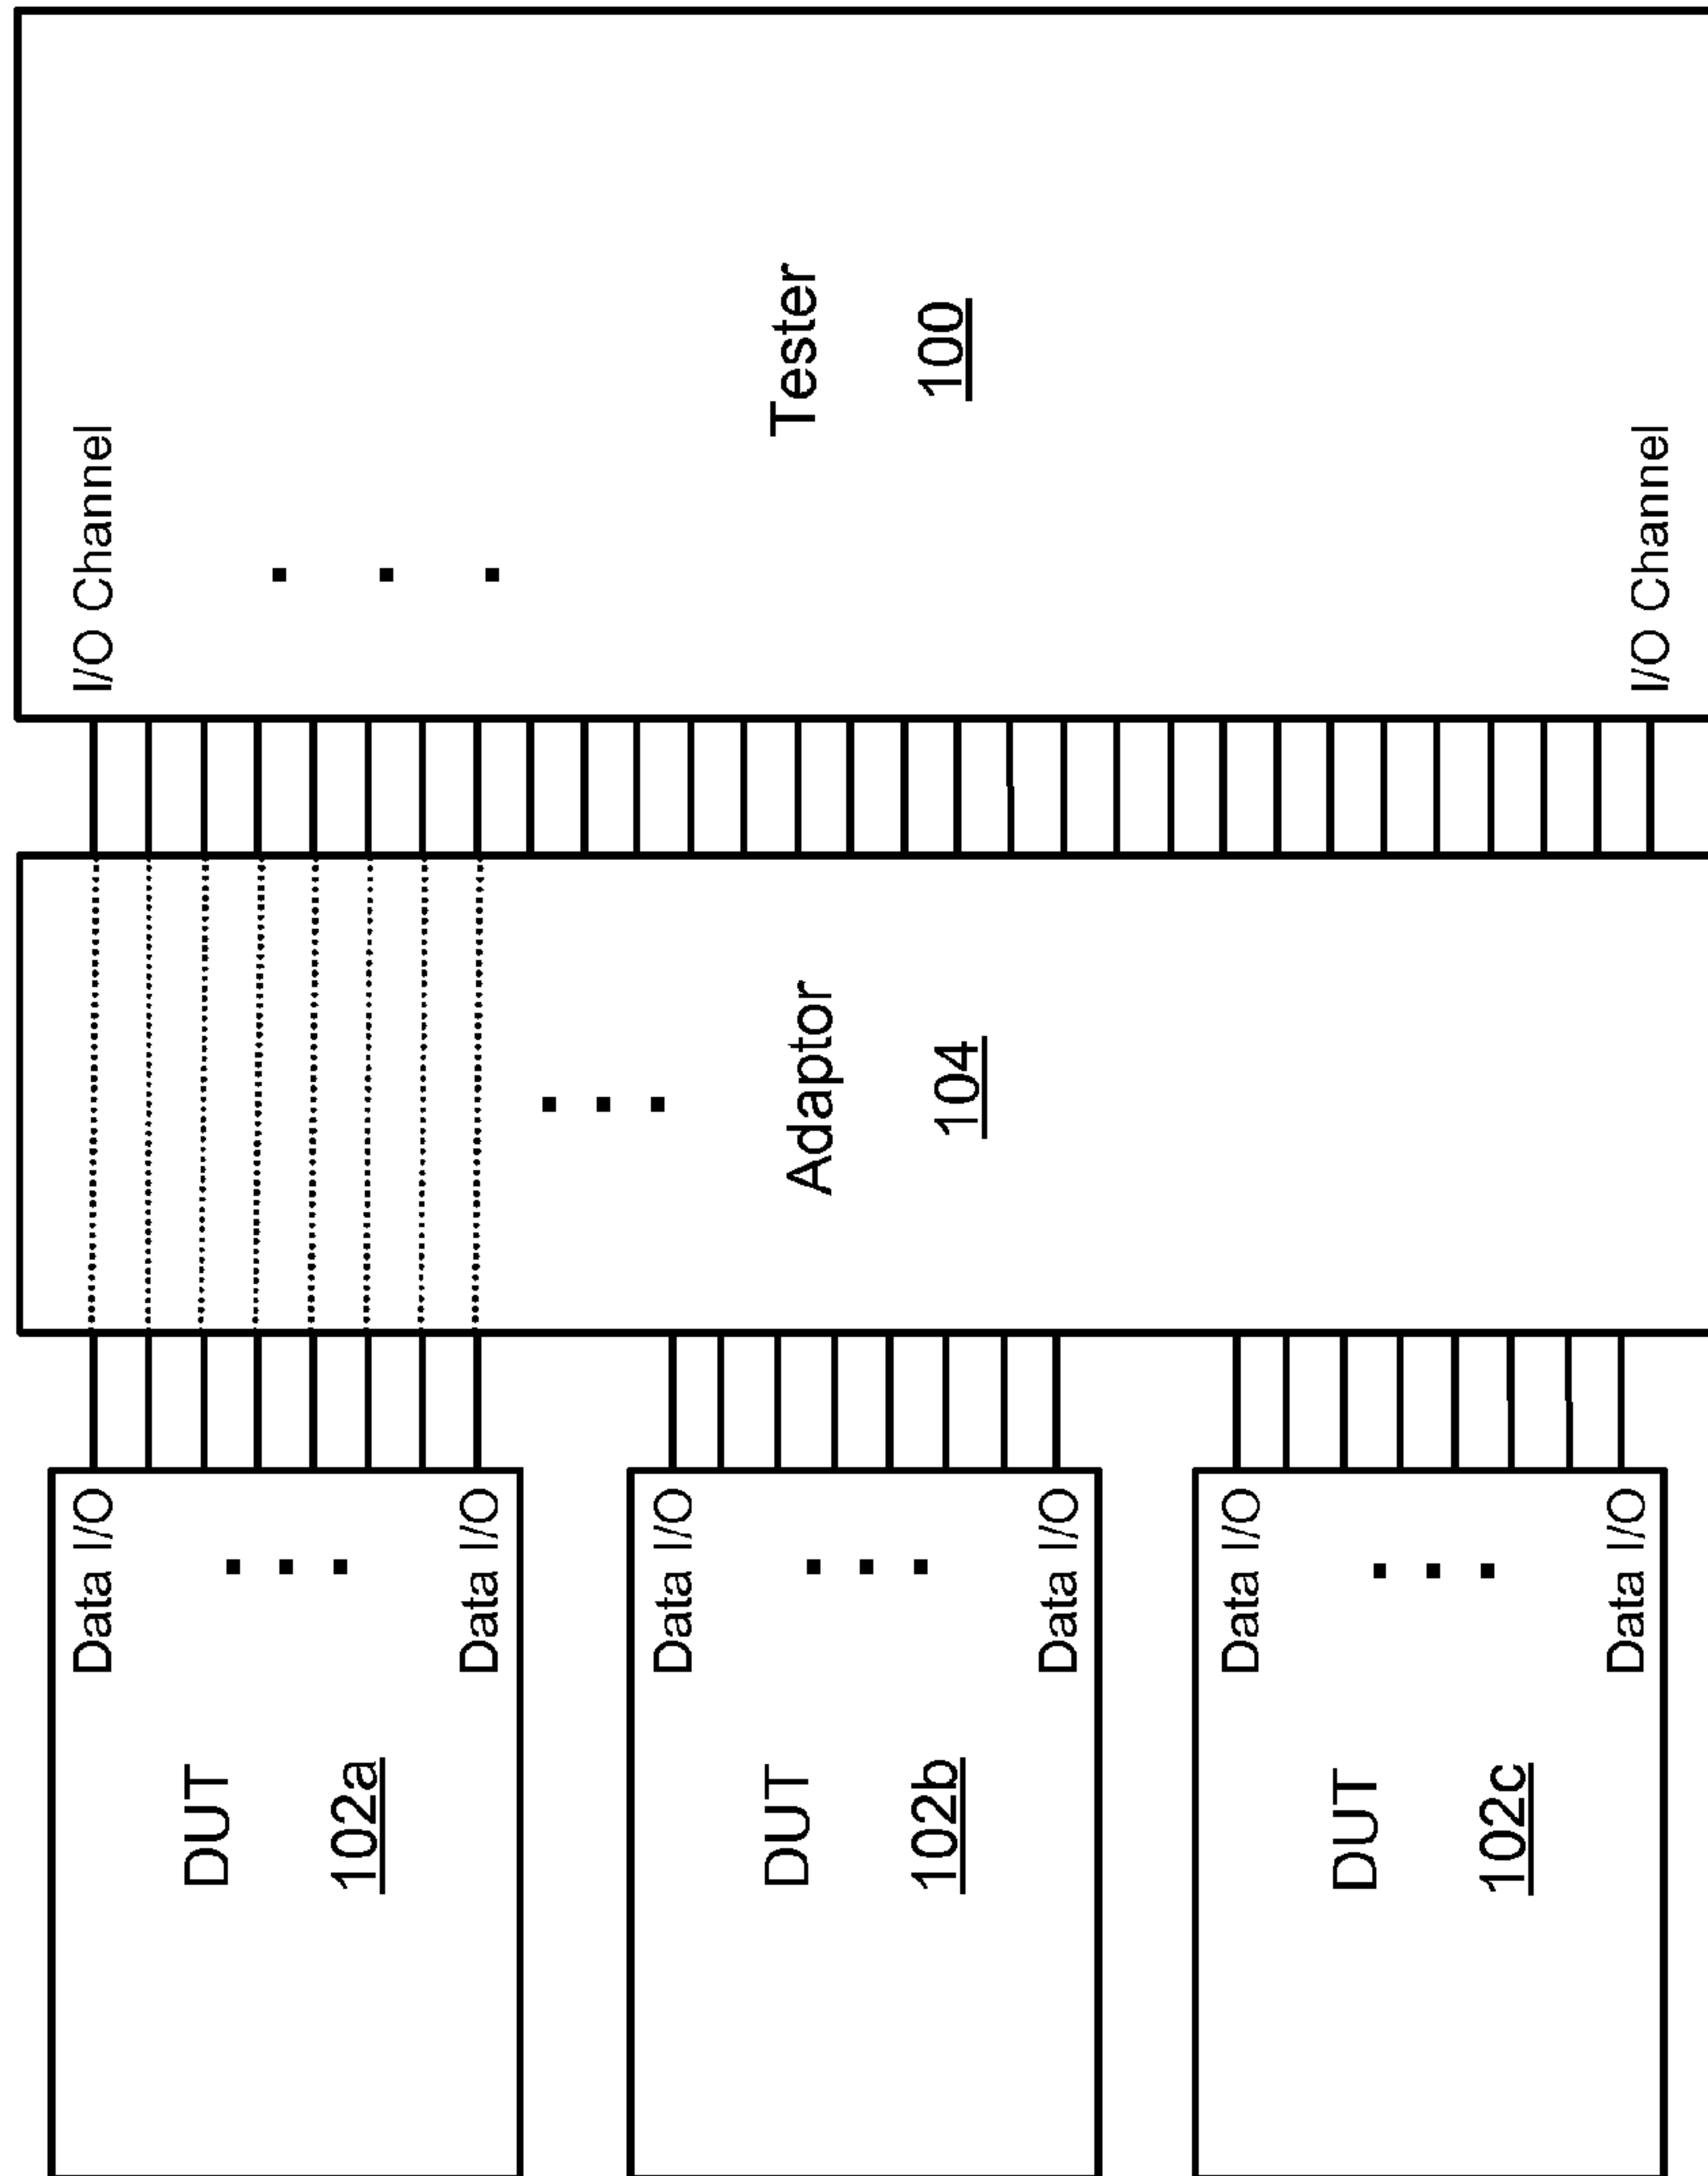 I/O Channel
Tester
100
I/O Channel
Adaptor
104
Data I/O
DUT
102a
Data I/O
Data I/O
DUT
102b
Data I/O
Data I/O
DUT
102c
Data I/O